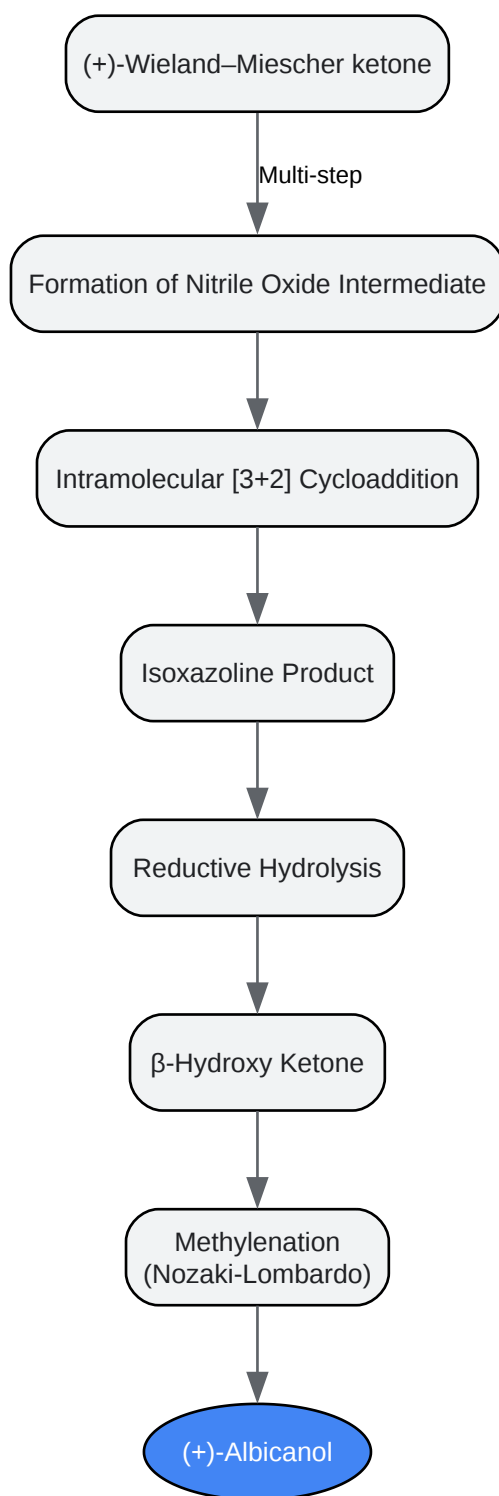 (+)-Wieland–Miescher ketone
Multi-step
Formation of Nitrile Oxide Intermediate
Intramolecular [3+2] Cycloaddition
Isoxazoline Product
Reductive Hydrolysis
β-Hydroxy Ketone
Methylenation
(Nozaki-Lombardo)
(+)-Albicanol